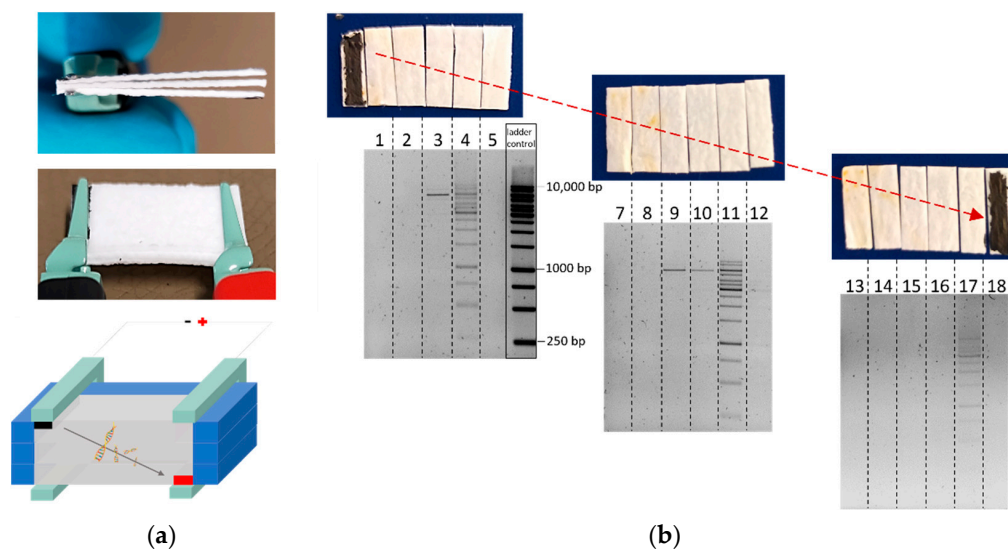 - +
(a)
1 2 3 4 5
ladder
control
10,000 bp
1000 bp
250 bp
7 8 9 10 11 12
13 14 15 16 17 18
(b)